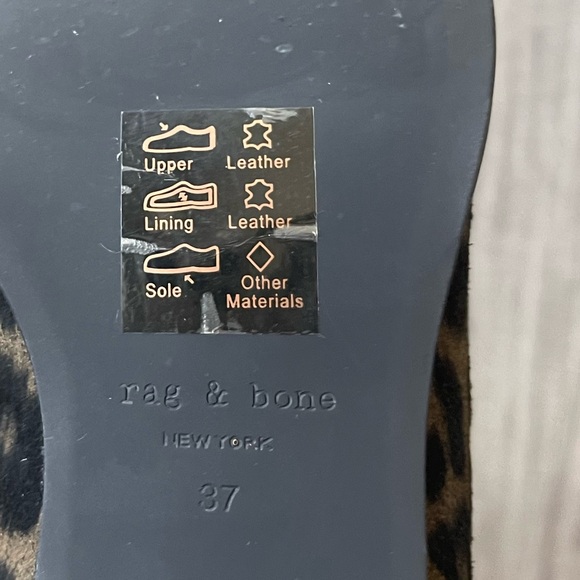 Upper Leather
Lining Leather
Sole Other
Materials
rag & bone
NEW YORK
37